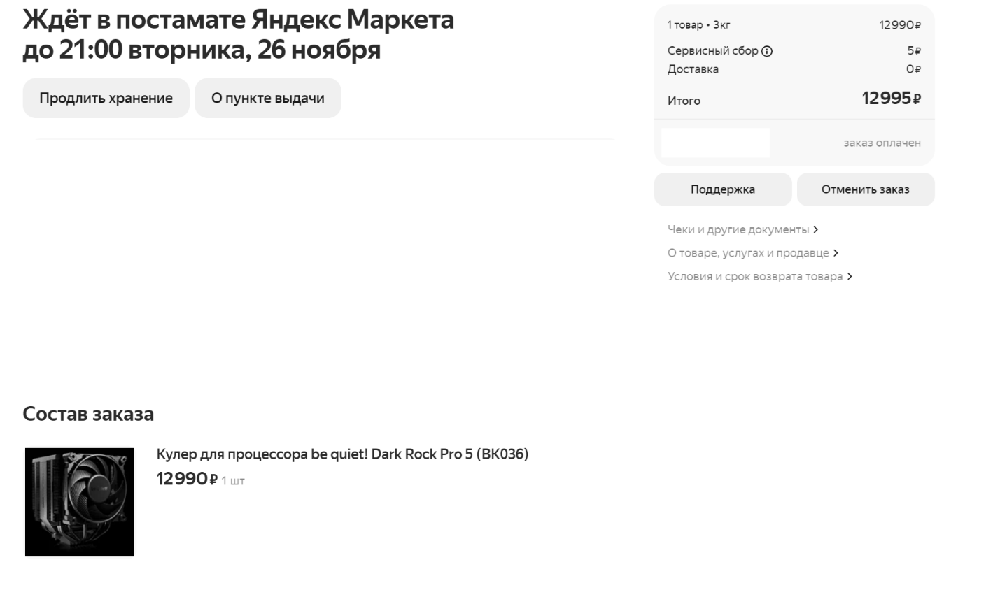 Ждёт в постамате Яндекс Маркета
до 21:00 вторника, 26 ноября
Продлить хранение
О пункте выдачи
1 товар • 3кг 12990₽
Сервисный сбор 5₽
Доставка 0₽
Итого 12995₽
заказ оплачен
Поддержка
Отменить заказ
Чеки и другие документы
О товаре, услугах и продавце
Условия и срок возврата товара
Состав заказа
Кулер для процессора be quiet! Dark Rock Pro 5 (BK036)
12990₽ 1 шт